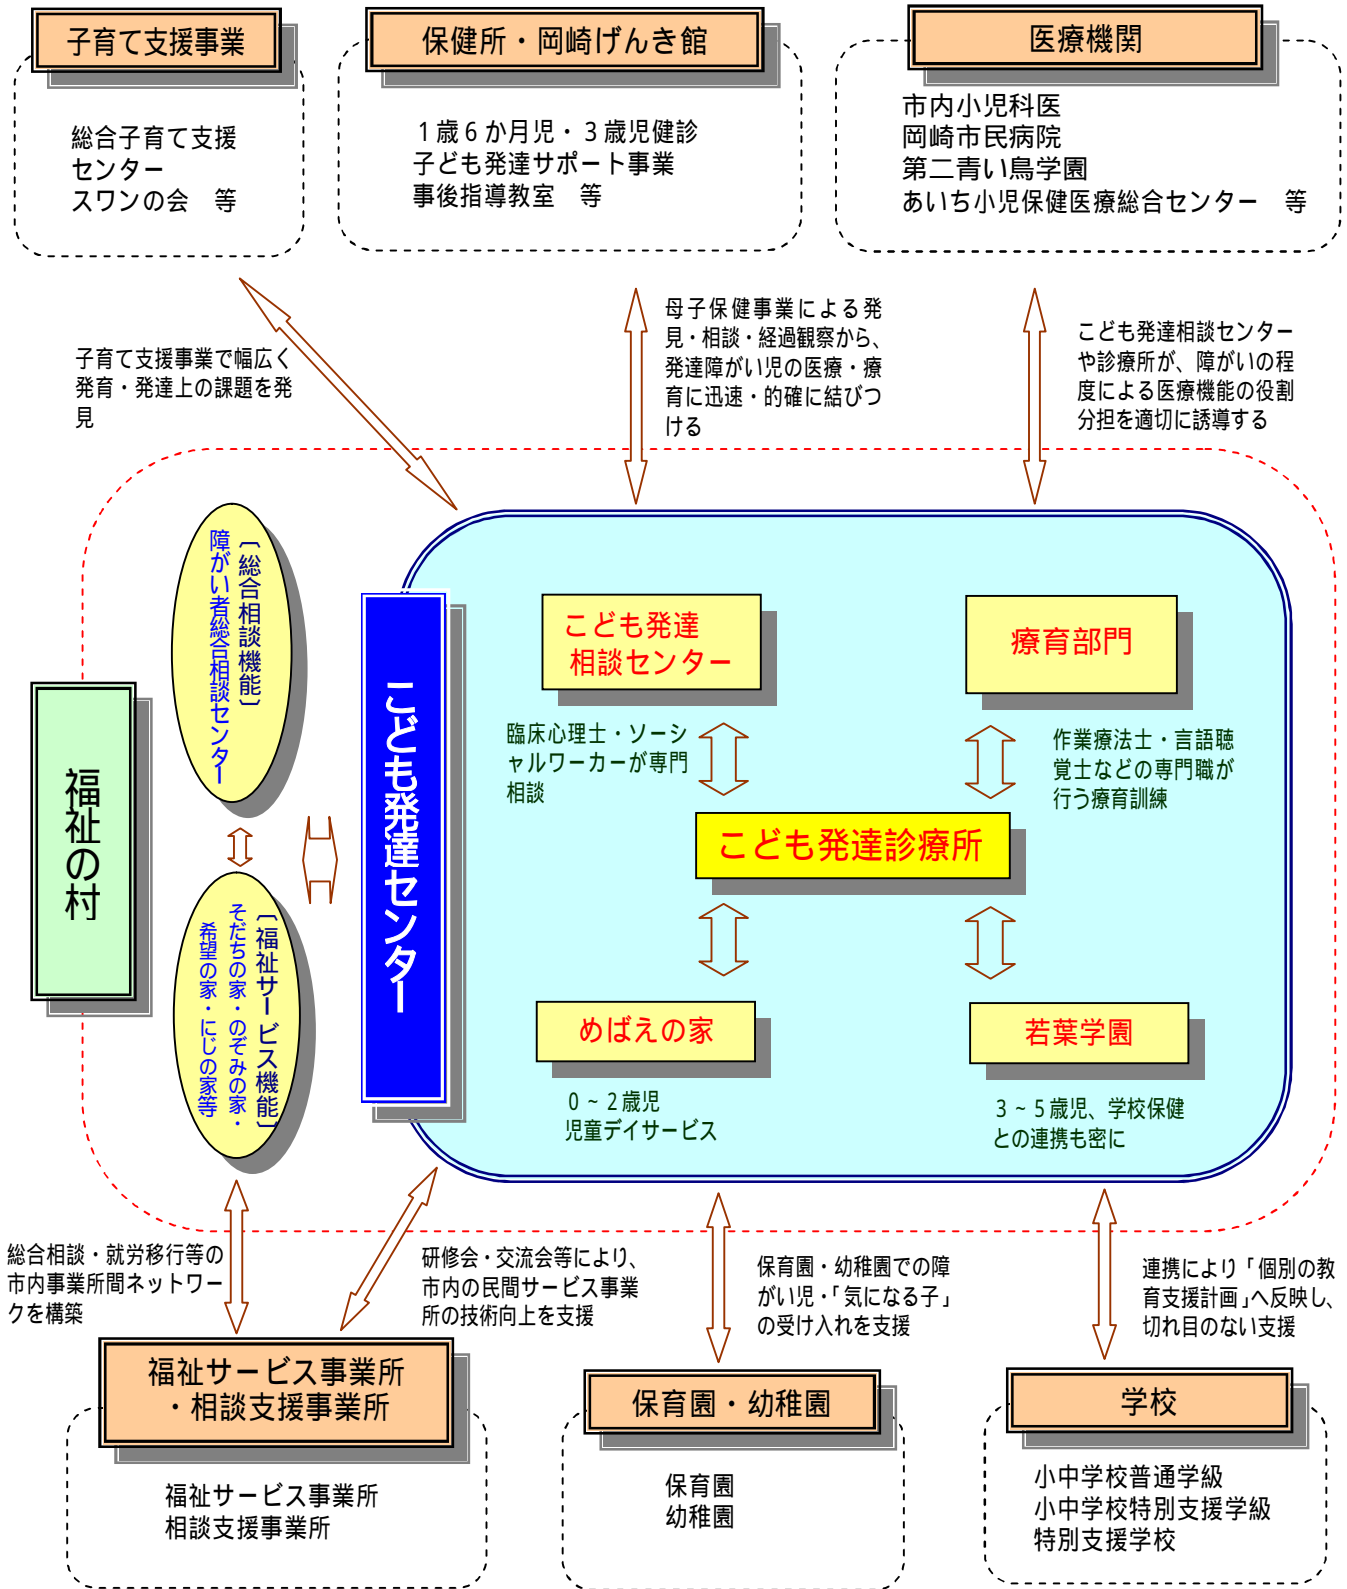 子育て支援事業
総合子育て支援
センター
スワンの会　等
保健所・岡崎げんき館
１歳６か月児・３歳児健診
子ども発達サポート事業
事後指導教室　等
医療機関
市内小児科医
岡崎市民病院
第二青い鳥学園
あいち小児保健医療総合センター　等
子育て支援事業で幅広く
発育・発達上の課題を発
見
母子保健事業による発
見・相談・経過観察から、
発達障がい児の医療・療
育に迅速・的確に結びつ
ける
こども発達相談センター
や診療所が、障がいの程
度による医療機能の役割
分担を適切に誘導する
福祉の村
［総合相談機能］
障がい者総合相談センター
［福祉サービス機能］
そだちの家・のぞみの家・
希望の家・にじの家等
こども発達センター
こども発達
相談センター
臨床心理士・ソーシ
ャルワーカーが専門
相談
療育部門
作業療法士・言語聴
覚士などの専門職が
行う療育訓練
こども発達診療所
めばえの家
０～２歳児
児童デイサービス
若葉学園
３～５歳児、学校保健
との連携も密に
総合相談・就労移行等の
市内事業所間ネットワー
クを構築
研修会・交流会等により、
市内の民間サービス事業
所の技術向上を支援
保育園・幼稚園での障
がい児・「気になる子」
の受け入れを支援
連携により「個別の教
育支援計画」へ反映し、
切れ目のない支援
福祉サービス事業所
・相談支援事業所
福祉サービス事業所
相談支援事業所
保育園・幼稚園
保育園
幼稚園
学校
小中学校普通学級
小中学校特別支援学級
特別支援学校